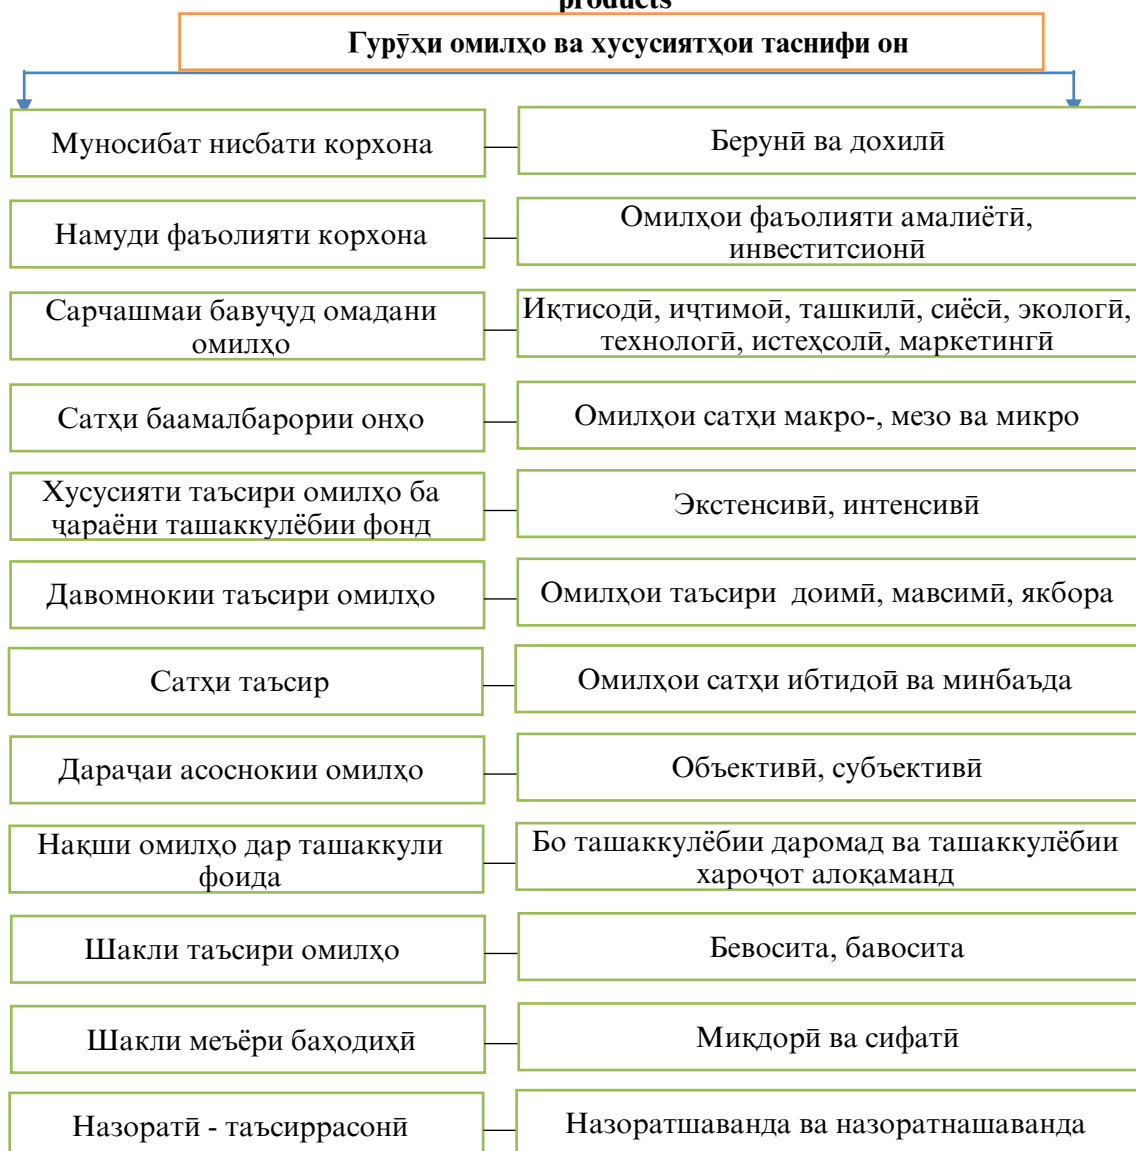 products
Гурӯҳи омилҳо ва хусусиятҳои таснифи он
Муносибат нисбати корхона
Берунӣ ва дохилӣ
Намуди фаъолияти корхона
Омилҳои фаъолияти амалиётӣ,
инвеститсионӣ
Сарчашмаи бавуҷуд омадани
омилҳо
Иқтисодӣ, иҷтимоӣ, ташкилӣ, сиёсӣ, экологӣ,
технологӣ, истеҳсолӣ, маркетингӣ
Сатҳи баамалбарории онҳо
Омилҳои сатҳи макро-, мезо ва микро
Хусусияти таъсири омилҳо ба
ҷараёни ташаккулёбии фонд
Экстенсивӣ, интенсивӣ
Давомнокии таъсири омилҳо
Омилҳои таъсири доимӣ, мавсимӣ, якбора
Сатҳи таъсир
Омилҳои сатҳи ибтидоӣ ва минбаъда
Дараҷаи асоснокии омилҳо
Объективӣ, субъективӣ
Нақши омилҳо дар ташаккули
фоида
Бо ташаккулёбии даромад ва ташаккулёбии
хароҷот алоқаманд
Шакли таъсири омилҳо
Бевосита, бавосита
Шакли меъёри баҳодиҳӣ
Миқдорӣ ва сифатӣ
Назоратӣ - таъсиррасонӣ
Назоратшаванда ва назоратнашаванда